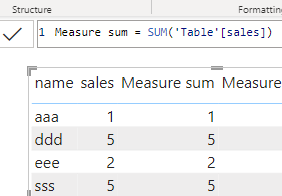 Structure Formattin
1 Measure sum = SUM('Table'[sales])
name sales Measure sum Measure
aaa 1 1
ddd 5 5
eee 2 2
sss 5 5